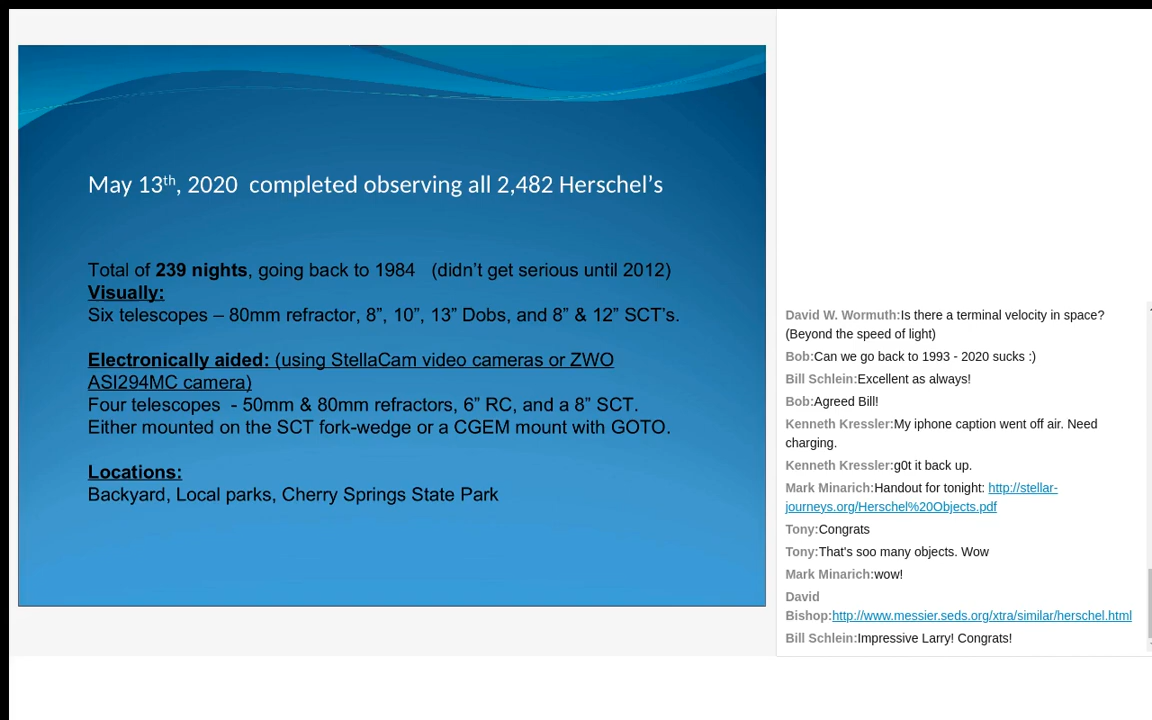 May 13th, 2020  completed observing all 2,482 Herschel’s
Total of 239 nights, going back to 1984   (didn’t get serious until 2012)
Visually:
Six telescopes – 80mm refractor, 8”, 10”, 13” Dobs, and 8” & 12” SCT’s.
Electronically aided: (using StellaCam video cameras or ZWO
ASI294MC camera)
Four telescopes  - 50mm & 80mm refractors, 6” RC, and a 8” SCT.
Either mounted on the SCT fork-wedge or a CGEM mount with GOTO.
Locations:
Backyard, Local parks, Cherry Springs State Park
David W. Wormuth:Is there a terminal velocity in space?
(Beyond the speed of light)
Bob:Can we go back to 1993 - 2020 sucks :)
Bill Schlein:Excellent as always!
Bob:Agreed Bill!
Kenneth Kressler:My iphone caption went off air. Need
charging.
Kenneth Kressler:g0t it back up.
Mark Minarich:Handout for tonight: http://stellar-
journeys.org/Herschel%20Objects.pdf
Tony:Congrats
Tony:That's soo many objects. Wow
Mark Minarich:wow!
David
Bishop:http://www.messier.seds.org/xtra/similar/herschel.html
Bill Schlein:Impressive Larry! Congrats!